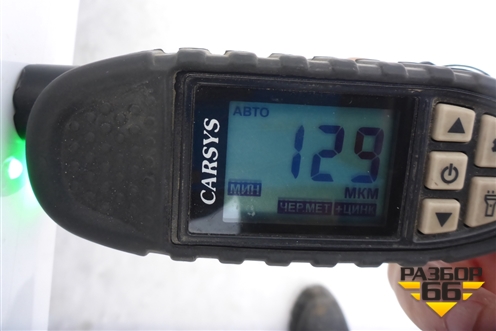 CARSYS
АВТО
129
МИН
МКМ
ЧЕР.МЕТ +ЦИНК
РАЗБОР
66